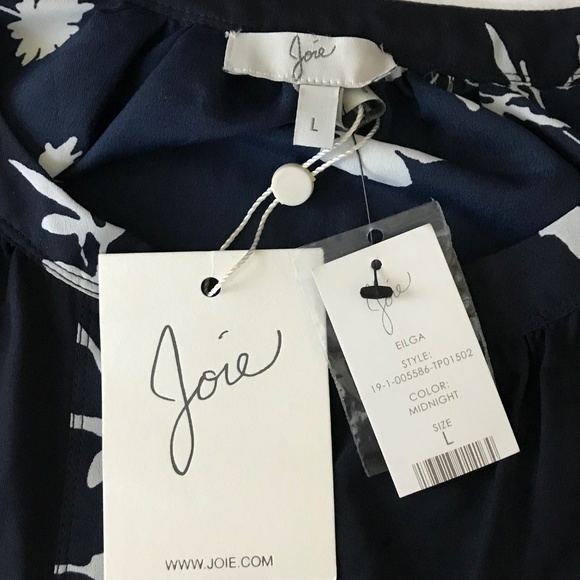 Joie
L
Joie
WWW.JOIE.COM
Joie
EILGA
STYLE:
19-1-005586-TP01502
COLOR:
MIDNIGHT
SIZE
L